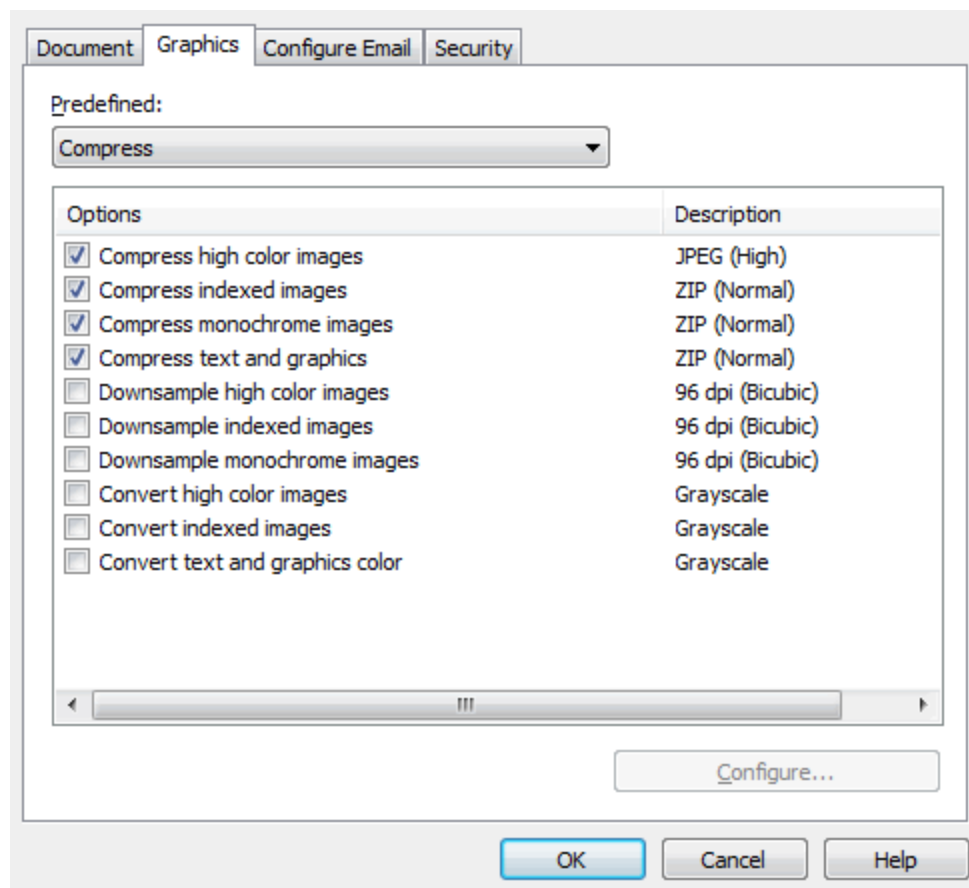 Document Graphics Configure Email Security
Predefined:
Compress
Options Description
Compress high color images JPEG (High)
Compress indexed images ZIP (Normal)
Compress monochrome images ZIP (Normal)
Compress text and graphics ZIP (Normal)
Downsample high color images 96 dpi (Bicubic)
Downsample indexed images 96 dpi (Bicubic)
Downsample monochrome images 96 dpi (Bicubic)
Convert high color images Grayscale
Convert indexed images Grayscale
Convert text and graphics color Grayscale
Configure...
OK Cancel Help